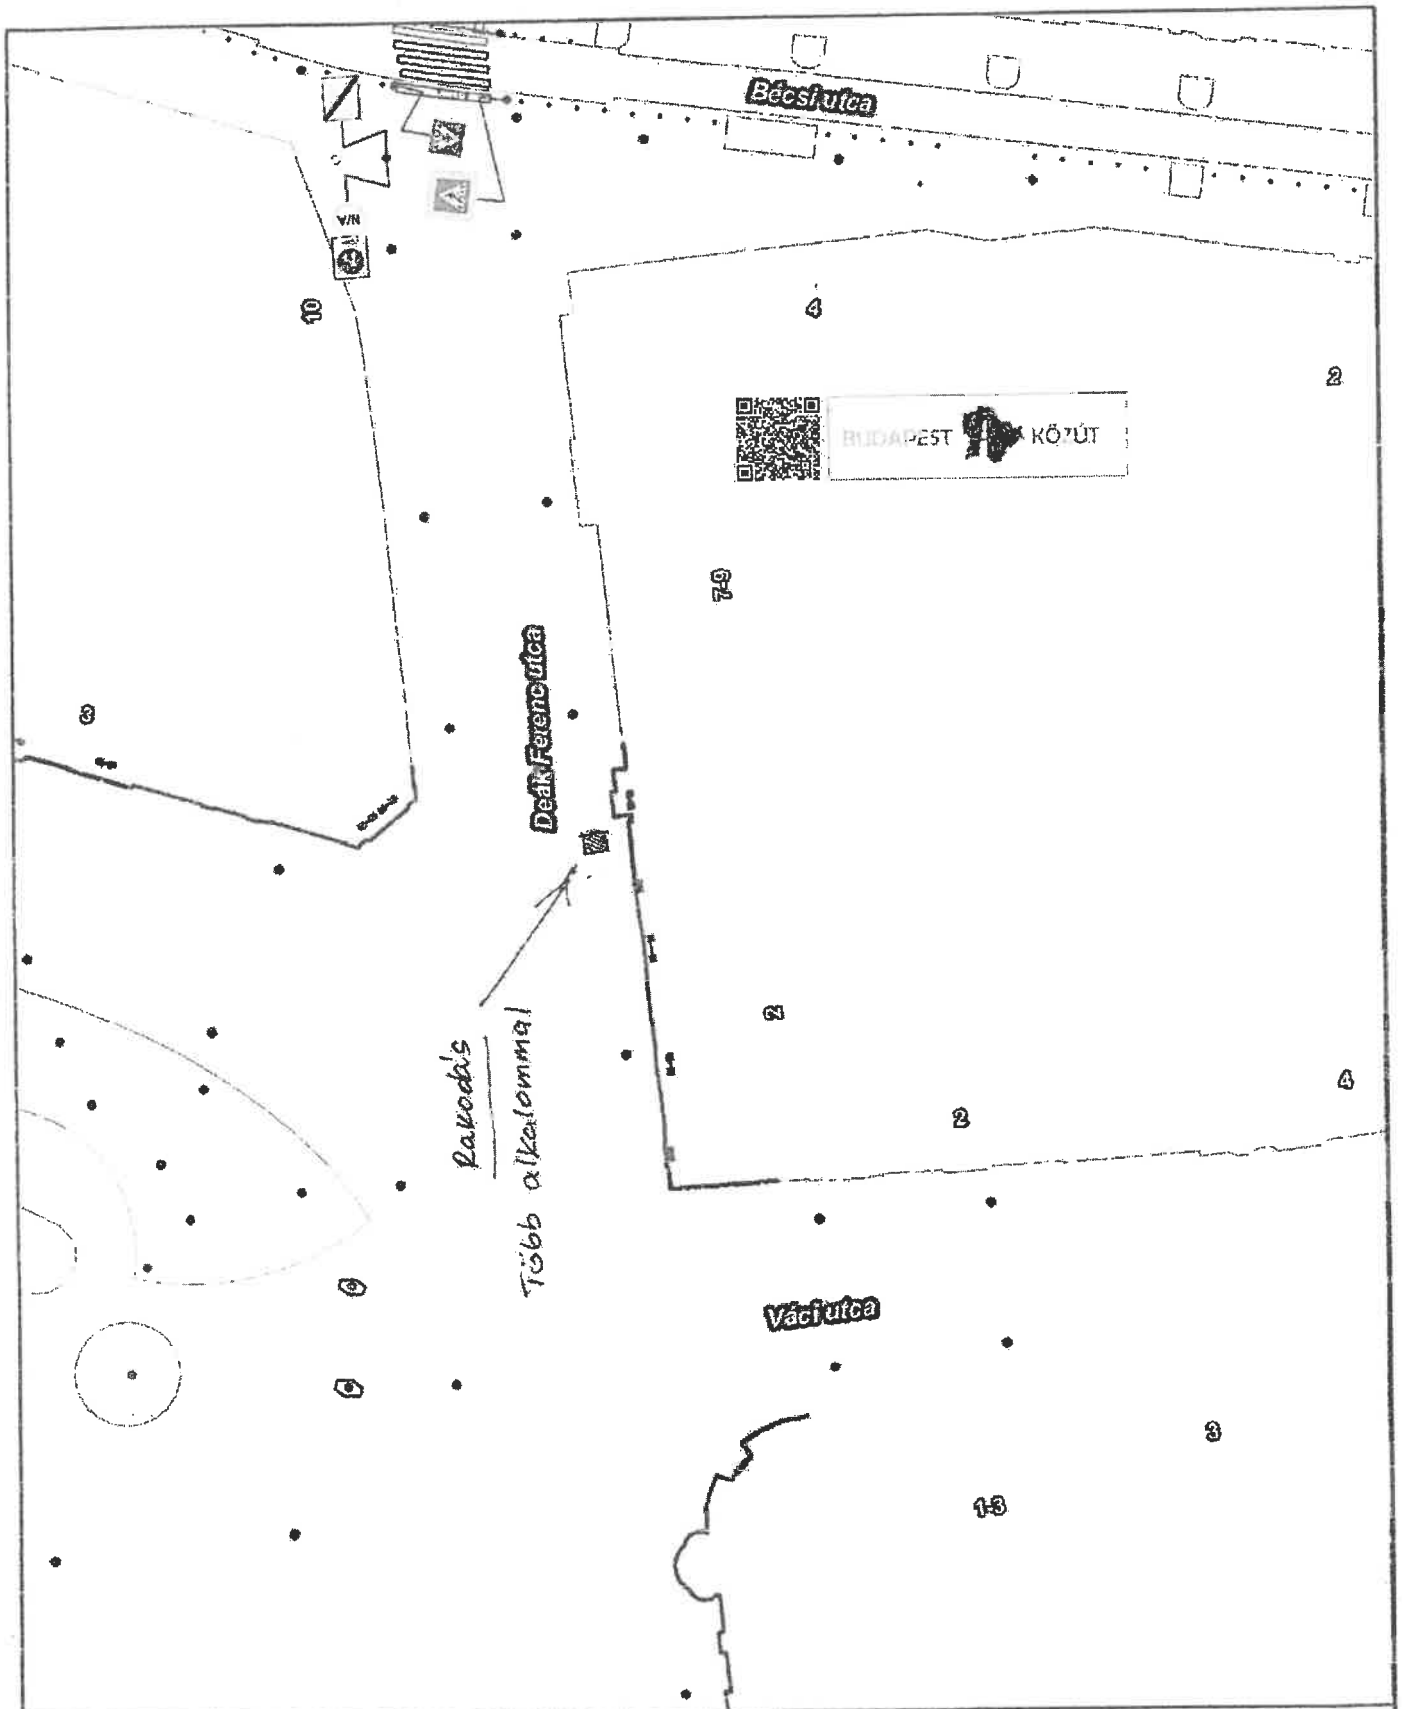 Bécsi utca
N/A
10
4
2
BUDAPEST KÖZÚT
7-9
3
Deák Ferenc utca
2
Rakodás
Több alkalommal
4
2
Váci utca
3
1-3